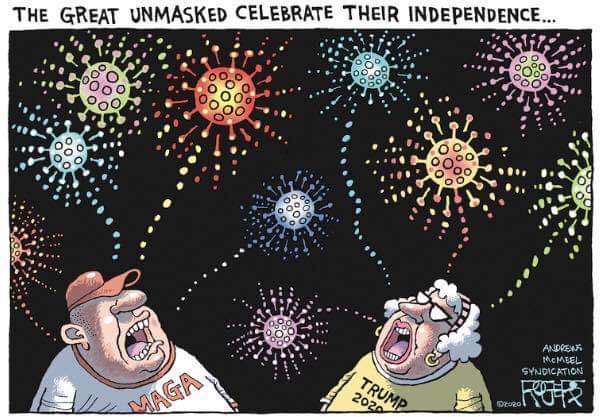 THE GREAT UNMASKED CELEBRATE THEIR INDEPENDENCE...
MAGA
TRUMP
2020
ANDREWS
McMEEL
SYNDICATION
©2020